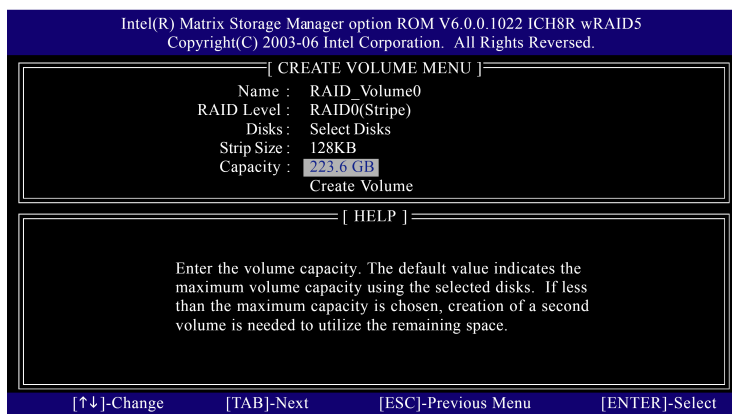 Intel(R) Matrix Storage Manager option ROM V6.0.0.1022 ICH8R wRAID5
Copyright(C) 2003-06 Intel Corporation. All Rights Reversed.
[ CREATE VOLUME MENU ]
Name : RAID_Volume0
RAID Level : RAID0(Stripe)
Disks : Select Disks
Strip Size : 128KB
Capacity : 223.6 GB
Create Volume
[ HELP ]
Enter the volume capacity. The default value indicates the
maximum volume capacity using the selected disks. If less
than the maximum capacity is chosen, creation of a second
volume is needed to utilize the remaining space.
[↑↓]-Change [TAB]-Next [ESC]-Previous Menu [ENTER]-Select